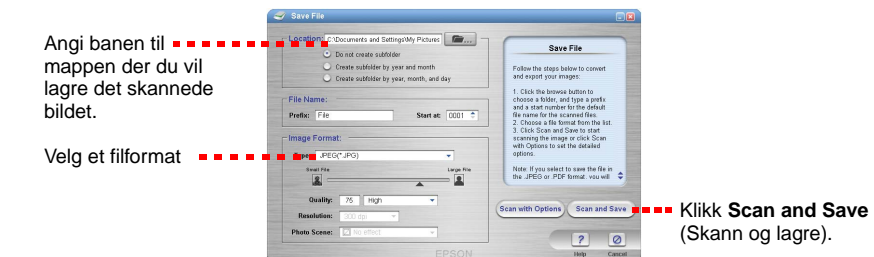 Save File
Angi banen til
mappen der du vil
lagre det skannede
bildet.
Location: C:\Documents and Settings\My Pictures
Do not create subfolder
Create subfolder by year and month
Create subfolder by year, month, and day
File Name:
Prefix: File Start at: 0001
Velg et filformat
Image Format:
Type: JPEG(*.JPG)
Small File Large File
Quality: 75 High
Resolution: 300 dpi
Photo Scene: No effect
EPSON
Save File
Follow the steps below to convert
and export your images:
1. Click the browse button to
choose a folder, and type a prefix
and a start number for the default
file name for the scanned files.
2. Choose a file format from the list.
3. Click Scan and Save to start
scanning the image or click Scan
with Options to set the detailed
options.
Note: If you select to save the file in
the .JPEG or .PDF format, you will
Scan with Options Scan and Save
Help Cancel
Klikk Scan and Save
(Skann og lagre).